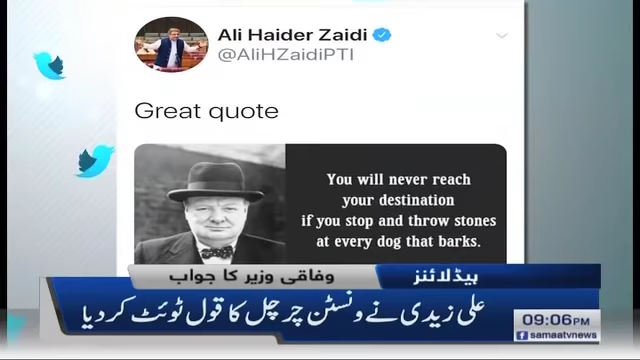 Ali Haider Zaidi
@AliHZaidiPTI
Great quote
You will never reach
your destination
if you stop and throw stones
at every dog that barks.
ہیڈلائنز
وفاقی وزیر کا جواب
علی زیدی نے ونسٹن چرچل کا قول ٹوئٹ کردیا
09:06PM
samaatvnews